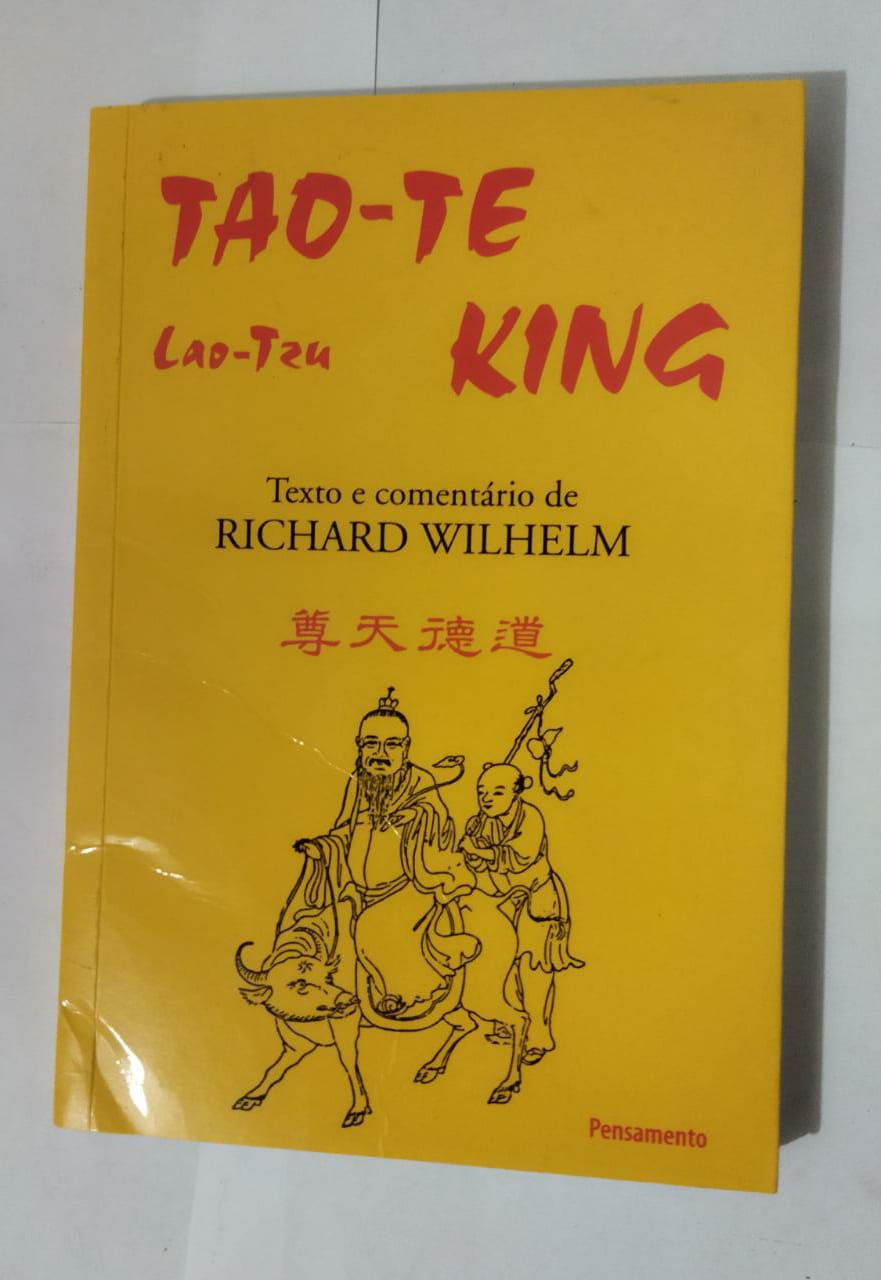 TAO-TE
Lao-Tzu KING
Texto e comentário de
RICHARD WILHELM
尊天德道
Pensamento